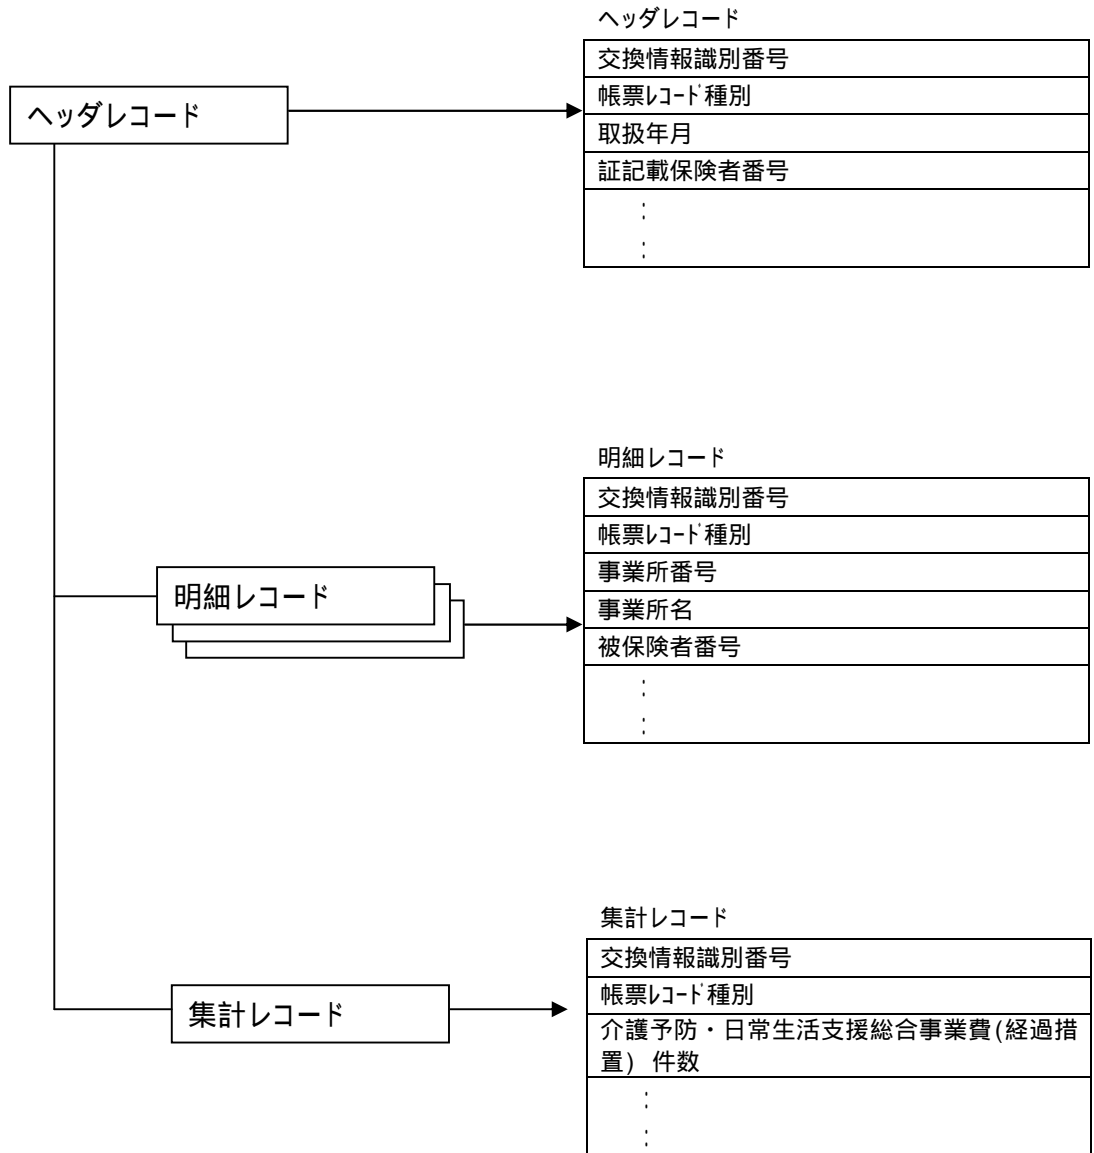 ヘッダレコード
ヘッダレコード
交換情報識別番号
帳票ﾚｺｰﾄﾞ種別
取扱年月
証記載保険者番号
:
:
明細レコード
明細レコード
交換情報識別番号
帳票ﾚｺｰﾄﾞ種別
事業所番号
事業所名
被保険者番号
:
:
集計レコード
集計レコード
交換情報識別番号
帳票ﾚｺｰﾄﾞ種別
介護予防・日常生活支援総合事業費(経過措
置) 件数
:
: